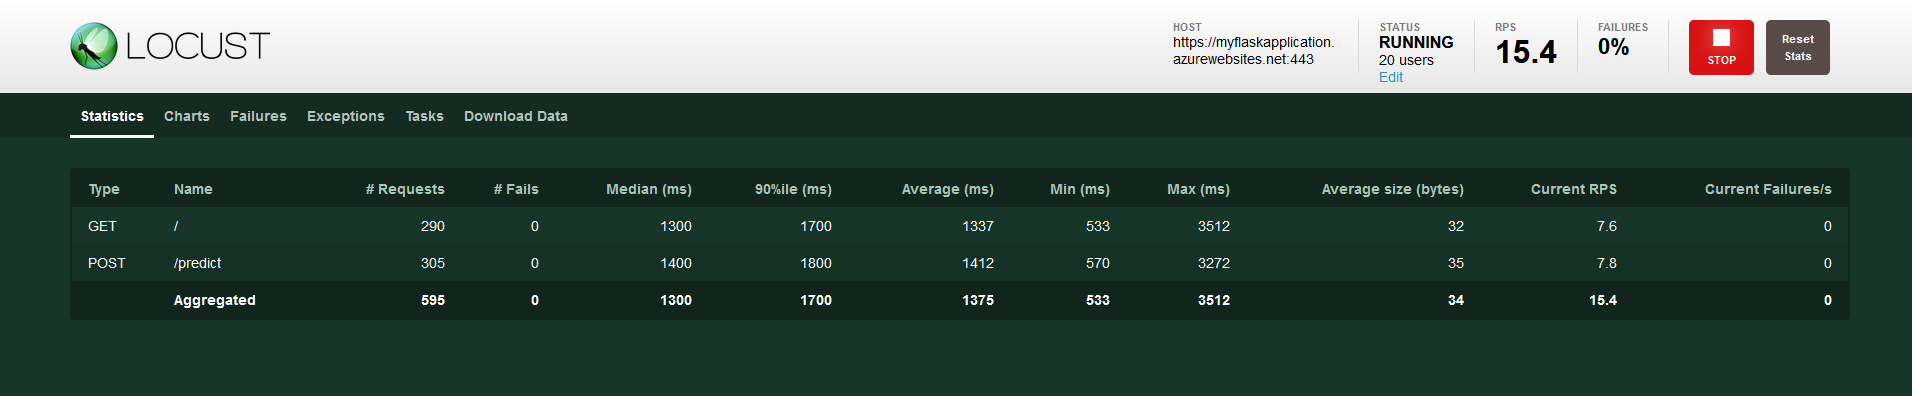 LOCUST
HOST
https://myflaskapplication.
azurewebsites.net:443
STATUS
RUNNING
20 users
Edit
RPS
15.4
FAILURES
0%
STOP
Reset
Stats
Statistics Charts Failures Exceptions Tasks Download Data
Type Name # Requests # Fails Median (ms) 90%ile (ms) Average (ms) Min (ms) Max (ms) Average size (bytes) Current RPS Current Failures/s
GET / 290 0 1300 1700 1337 533 3512 32 7.6 0
POST /predict 305 0 1400 1800 1412 570 3272 35 7.8 0
Aggregated 595 0 1300 1700 1375 533 3512 34 15.4 0